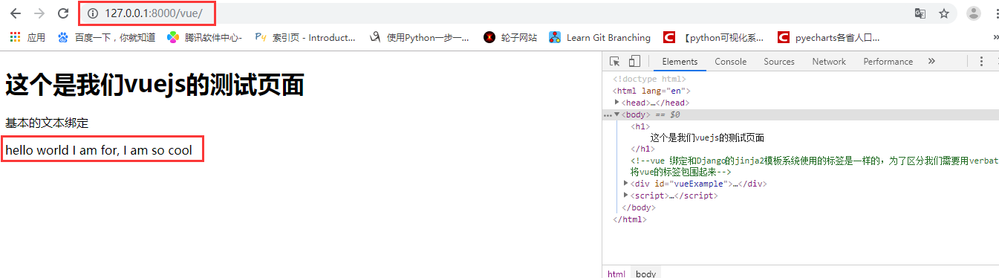 127.0.0.1:8000/vue/
应用 百度一下，你就知道 腾讯软件中心- 索引页 - Introduct... 使用Python一步一... 轮子网站 Learn Git Branching 【python可视化系... pyecharts各省人口... »
Elements Console Sources Network Performance »
这个是我们vuejs的测试页面
基本的文本绑定
hello world I am for, I am so cool
<!doctype html>
<html lang="en">
<head>…</head>
<body> == $0
<h1>
这个是我们vuejs的测试页面
</h1>
<!--vue 绑定和Django的jinja2模板系统使用的标签是一样的，为了区分我们需要用verbat
将vue的标签包围起来-->
<div id="vueExample">…</div>
<script>…</script>
</body>
</html>
html body